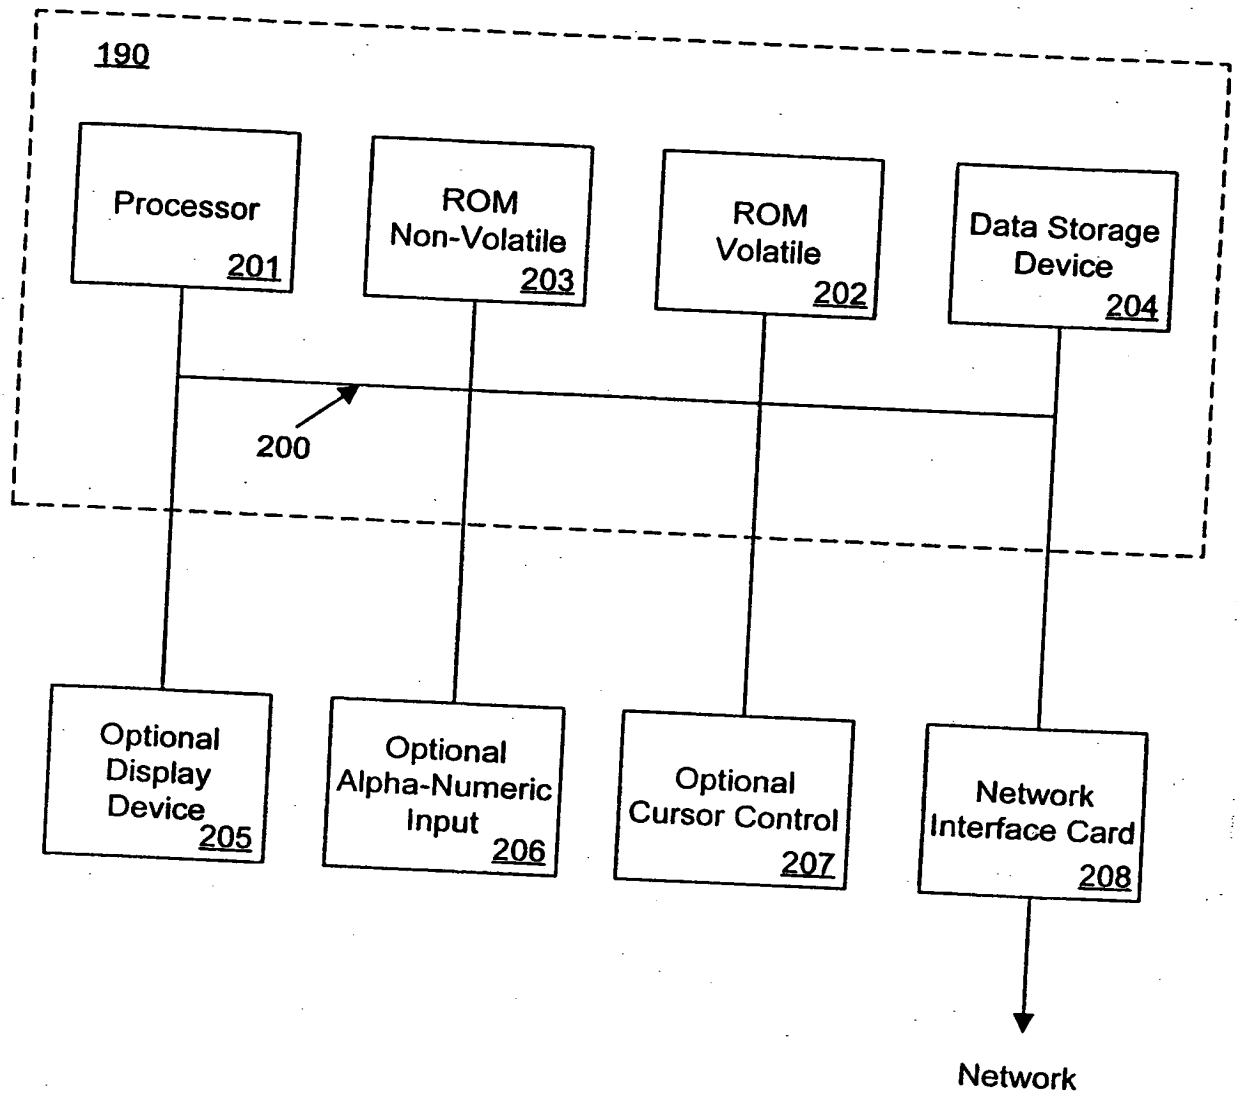 190
Processor
201
ROM
Non-Volatile
203
ROM
Volatile
202
Data Storage
Device
204
200
Optional
Display
Device
205
Optional
Alpha-Numeric
Input
206
Optional
Cursor Control
207
Network
Interface Card
208
Network